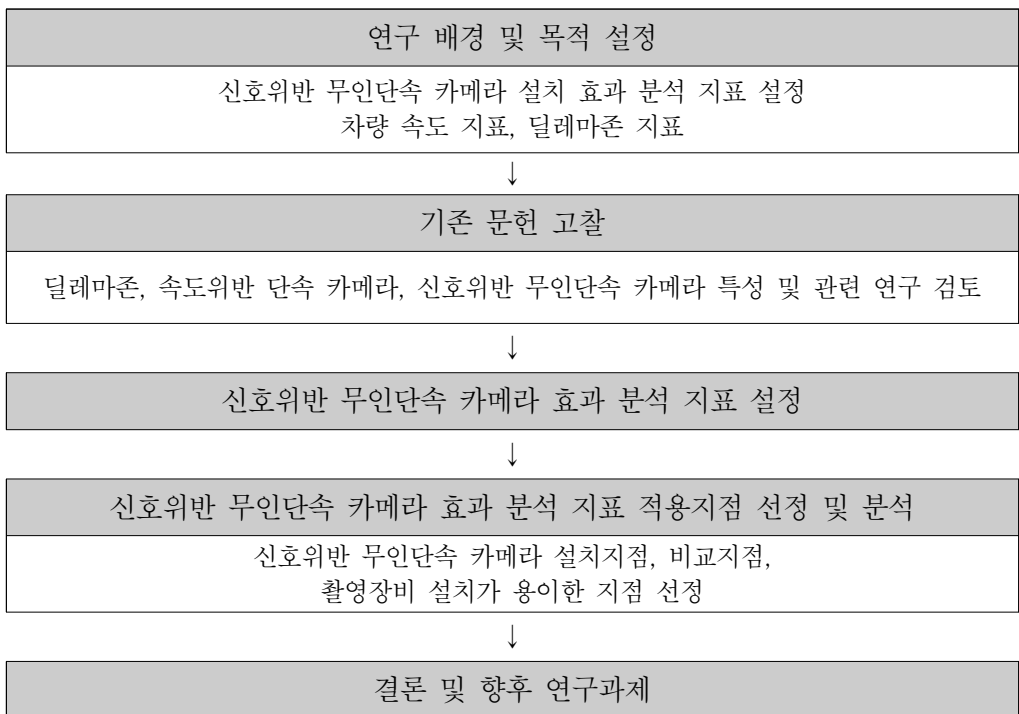 연구 배경 및 목적 설정
신호위반 무인단속 카메라 설치 효과 분석 지표 설정
차량 속도 지표, 딜레마존 지표
↓
기존 문헌 고찰
딜레마존, 속도위반 단속 카메라, 신호위반 무인단속 카메라 특성 및 관련 연구 검토
↓
신호위반 무인단속 카메라 효과 분석 지표 설정
↓
신호위반 무인단속 카메라 효과 분석 지표 적용지점 선정 및 분석
신호위반 무인단속 카메라 설치지점, 비교지점,
촬영장비 설치가 용이한 지점 선정
↓
결론 및 향후 연구과제